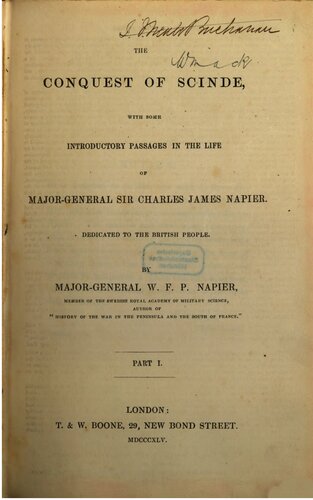 Buchanan
THE
CONQUEST OF SCINDE,
WITH SOME
INTRODUCTORY PASSAGES IN THE LIFE
OF
MAJOR-GENERAL SIR CHARLES JAMES NAPIER.
DEDICATED TO THE BRITISH PEOPLE.
BY
MAJOR-GENERAL W. F. P. NAPIER,
MEMBER OF THE SWEDISH ROYAL ACADEMY OF MILITARY SCIENCE,
AUTHOR OF
"HISTORY OF THE WAR IN THE PENINSULA AND THE SOUTH OF FRANCE."
PART I.
LONDON:
T. & W. BOONE, 29, NEW BOND STREET.
MDCCCXLV.